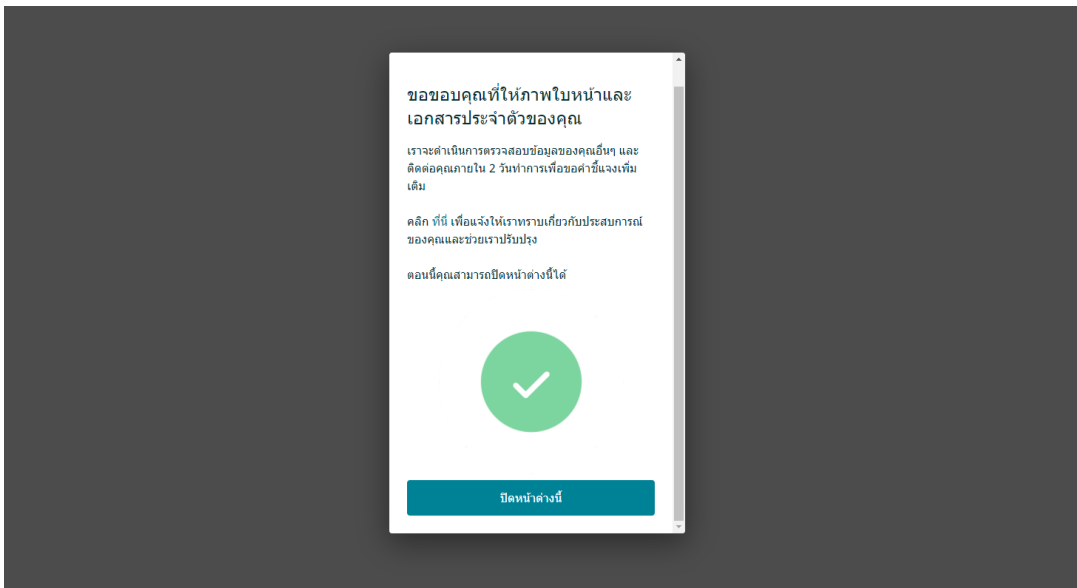 ขอขอบคุณที่ให้ภาพใบหน้าและ
เอกสารประจำตัวของคุณ
เราจะดำเนินการตรวจสอบข้อมูลของคุณอื่นๆ และ
ติดต่อคุณภายใน 2 วันทำการเพื่อขอคำชี้แจงเพิ่ม
เติม
คลิก ที่นี่ เพื่อแจ้งให้เราทราบเกี่ยวกับประสบการณ์
ของคุณและช่วยเราปรับปรุง
ตอนนี้คุณสามารถปิดหน้าต่างนี้ได้
ปิดหน้าต่างนี้